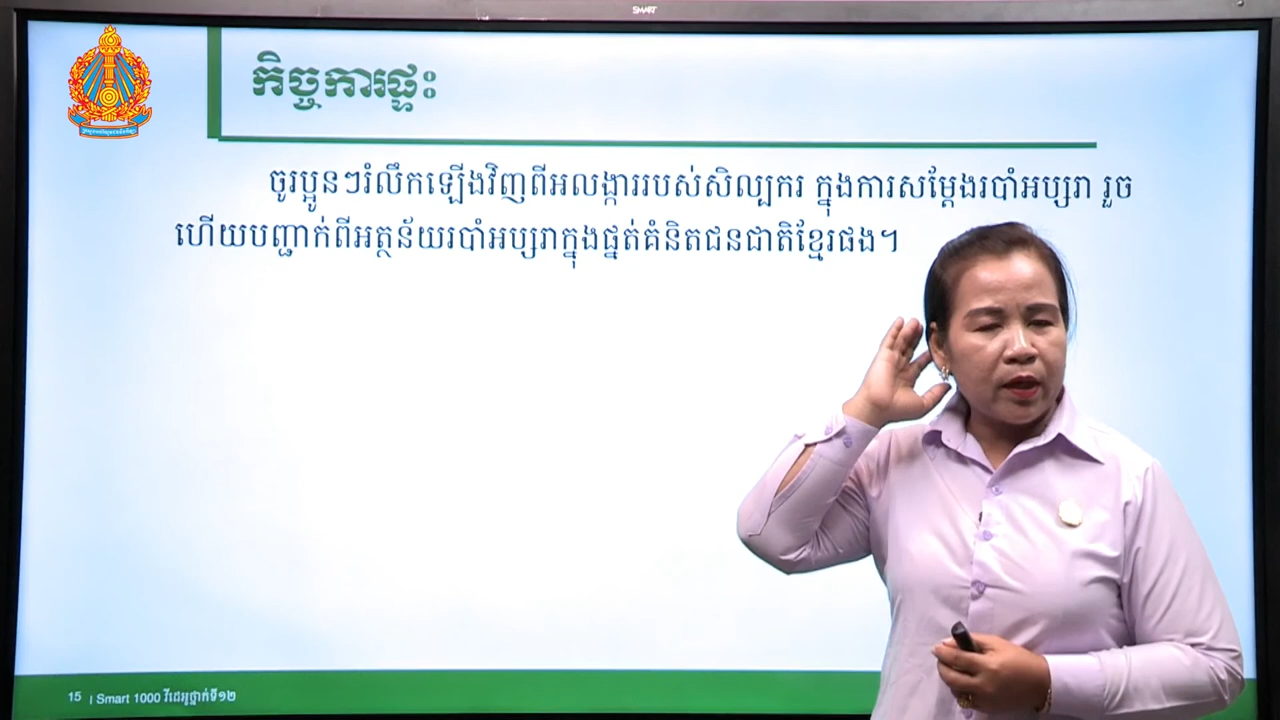 SMART
កិច្ចការផ្ទះ
ចូរប្អូនៗរំលឹកឡើងវិញពីអលង្ការរបស់សិល្បករ ក្នុងការសម្តែងរបាំអប្សរា រួច
ហើយបញ្ជាក់ពីអត្ថន័យរបាំអប្សរាក្នុងផ្នត់គំនិតជនជាតិខ្មែរផង។
15 | Smart 1000 វីដេអូថ្នាក់ទី១២